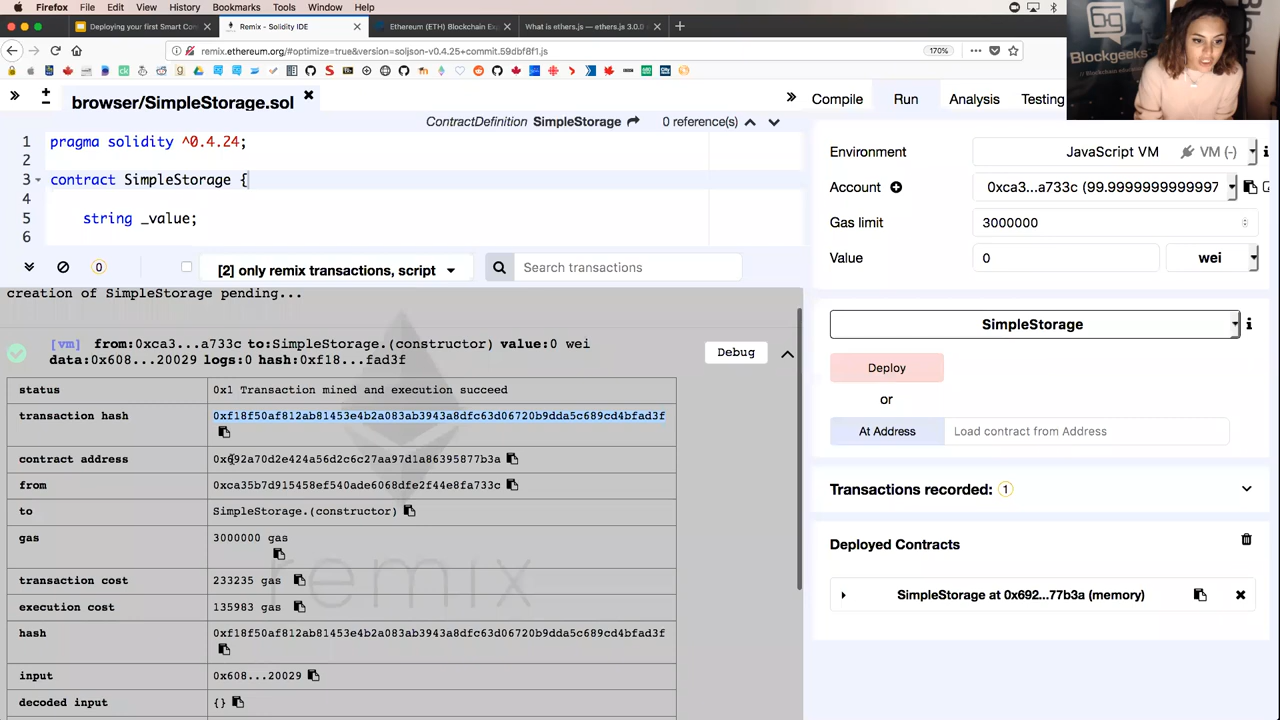 Firefox File Edit View History Bookmarks Tools Window Help
Deploying your first Smart Con
Remix - Solidity IDE
Ethereum (ETH) Blockchain Exp
What is ethers.js? — ethers.js 3.0.0
remix.ethereum.org/#optimize=true&version=soljson-v0.4.25+commit.59dbf8f1.js
170%
Blockgeeks
browser/SimpleStorage.sol
Compile Run Analysis Testing
ContractDefinition SimpleStorage 0 reference(s)
1 pragma solidity ^0.4.24;
2
3 contract SimpleStorage {
4
5 string _value;
6
0 [2] only remix transactions, script Search transactions
creation of SimpleStorage pending...
[vm] from:0xca3...a733c to:SimpleStorage.(constructor) value:0 wei
data:0x608...20029 logs:0 hash:0xf18...fad3f
Debug
status 0x1 Transaction mined and execution succeed
transaction hash 0xf18f50af812ab81453e4b2a083ab3943a8dfc63d06720b9dda5c689cd4bfad3f
contract address 0x692a70d2e424a56d2c6c27aa97d1a86395877b3a
from 0xca35b7d915458ef540ade6068dfe2f44e8fa733c
to SimpleStorage.(constructor)
gas 3000000 gas
transaction cost 233235 gas
execution cost 135983 gas
hash 0xf18f50af812ab81453e4b2a083ab3943a8dfc63d06720b9dda5c689cd4bfad3f
input 0x608...20029
decoded input {}
remix
Environment JavaScript VM VM (-)
Account 0xca3...a733c (99.9999999999997
Gas limit 3000000
Value 0 wei
SimpleStorage
Deploy
or
At Address Load contract from Address
Transactions recorded: 1
Deployed Contracts
SimpleStorage at 0x692...77b3a (memory)